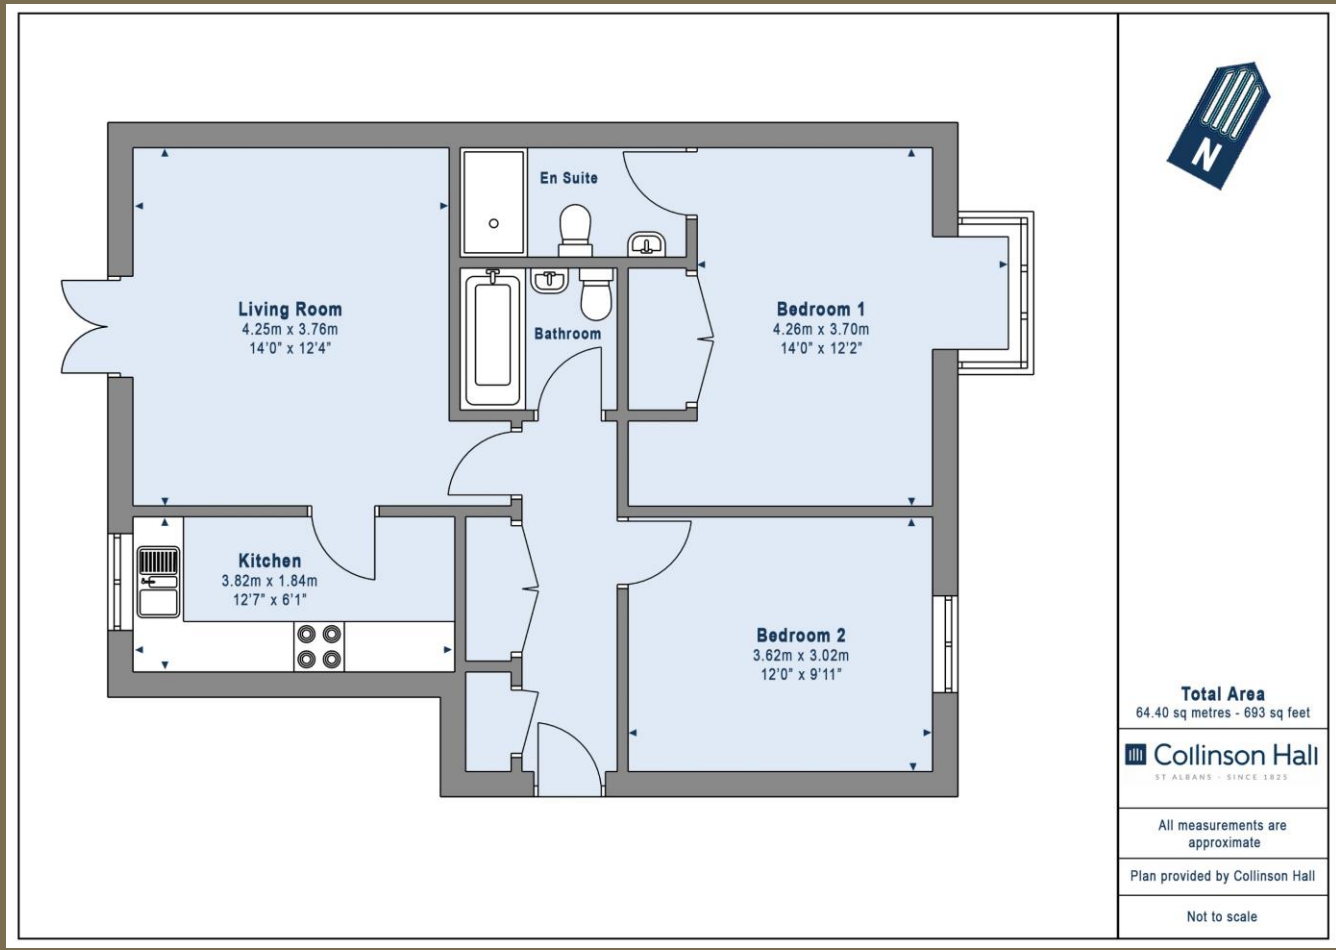 En Suite
Living Room
4.25m x 3.76m
14'0" x 12'4"
Bathroom
Bedroom 1
4.26m x 3.70m
14'0" x 12'2"
Kitchen
3.82m x 1.84m
12'7" x 6'1"
Bedroom 2
3.62m x 3.02m
12'0" x 9'11"
N
Total Area
64.40 sq metres - 693 sq feet
Collinson Hall
ST ALBANS - SINCE 1825
All measurements are
approximate
Plan provided by Collinson Hall
Not to scale